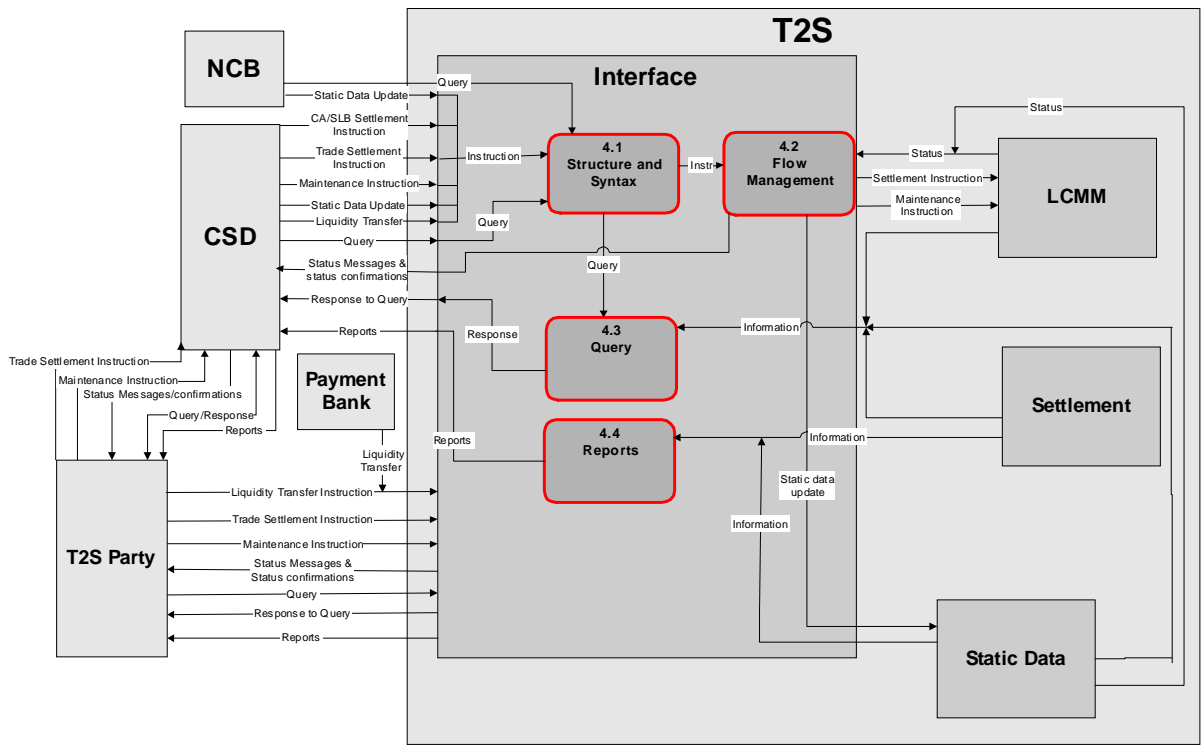 T2S
NCB
Interface
Query
Static Data Update
Status
CA/SLB Settlement
Instruction
4.1
Structure and
Syntax
4.2
Flow
Management
Trade Settlement
Instruction
Instruction
Instr
Status
Settlement Instruction
Maintenance
Instruction
LCMM
Maintenance Instruction
Static Data Update
Liquidity Transfer
CSD
Query
Query
Query
Status Messages &
status confirmations
Response to Query
Response
4.3
Query
Information
Reports
Trade Settlement Instruction
Maintenance Instruction
Status Messages/confirmations
Payment
Bank
Settlement
Query/Response
Reports
Reports
4.4
Reports
Information
Liquidity
Transfer
Static data
update
Liquidity Transfer Instruction
Trade Settlement Instruction
Information
Maintenance Instruction
T2S Party
Status Messages &
Status confirmations
Query
Response to Query
Reports
Static Data